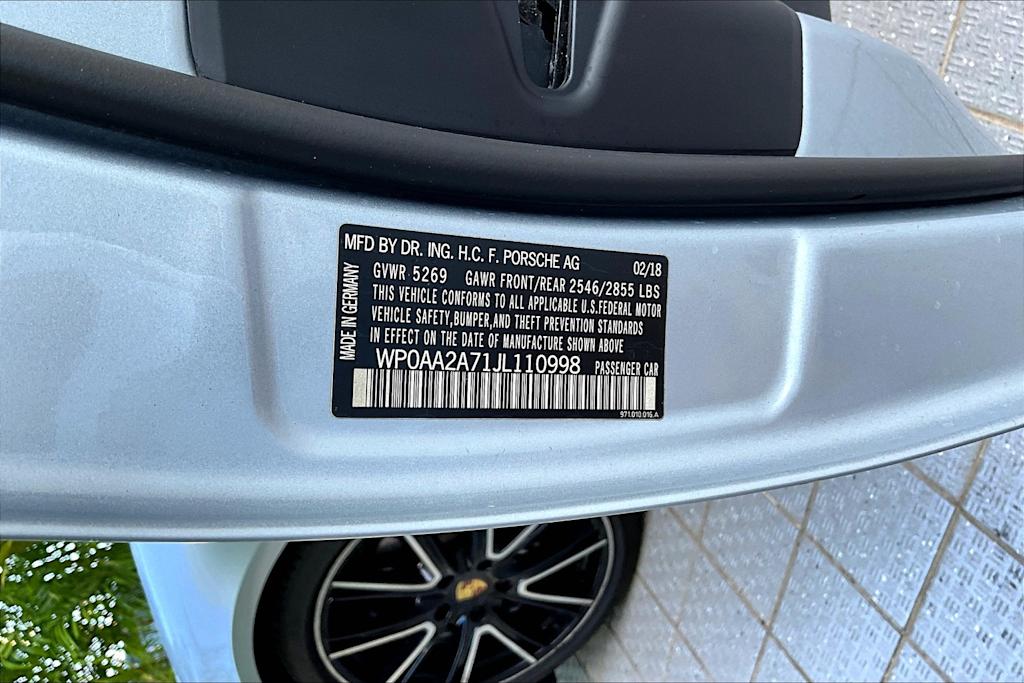 MFD BY DR. ING. H.C. F. PORSCHE AG 02/18
GVWR 5269 GAWR FRONT/REAR 2546/2855 LBS
THIS VEHICLE CONFORMS TO ALL APPLICABLE U.S.FEDERAL MOTOR
VEHICLE SAFETY,BUMPER,AND THEFT PREVENTION STANDARDS
IN EFFECT ON THE DATE OF MANUFACTURE SHOWN ABOVE.
WP0AA2A71JL110998 PASSENGER CAR
971.010.016.A
MADE IN GERMANY